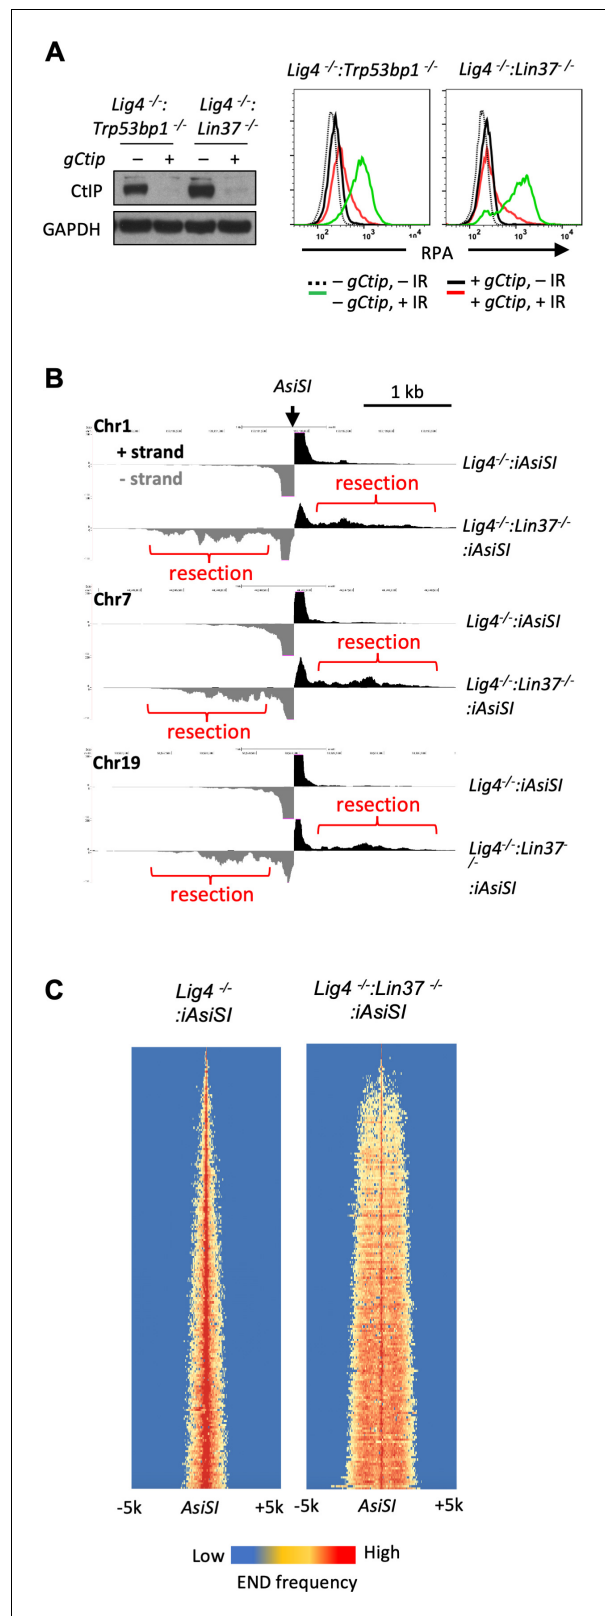 A
Lig4 -/-:
Trp53bp1 -/-
Lig4 -/-:
Lin37 -/-
gCtip
– + – +
CtIP
GAPDH
Lig4 -/-:Trp53bp1 -/-
Lig4 -/-:Lin37 -/-
10² 10³ 10⁴
10² 10³ 10⁴
RPA
– gCtip, – IR
+ gCtip, – IR
– gCtip, + IR
+ gCtip, + IR
B
AsiSI
1 kb
Chr1
+ strand
- strand
Lig4-/-:iAsiSI
resection
Lig4-/-:Lin37-/-
:iAsiSI
resection
Chr7
Lig4-/-:iAsiSI
resection
Lig4-/-:Lin37-/-
:iAsiSI
resection
Chr19
Lig4-/-:iAsiSI
resection
Lig4-/-:Lin37-
/-
:iAsiSI
resection
C
Lig4 -/-
:iAsiSI
Lig4 -/-:Lin37 -/-
:iAsiSI
-5k AsiSI +5k
-5k AsiSI +5k
Low
High
END frequency